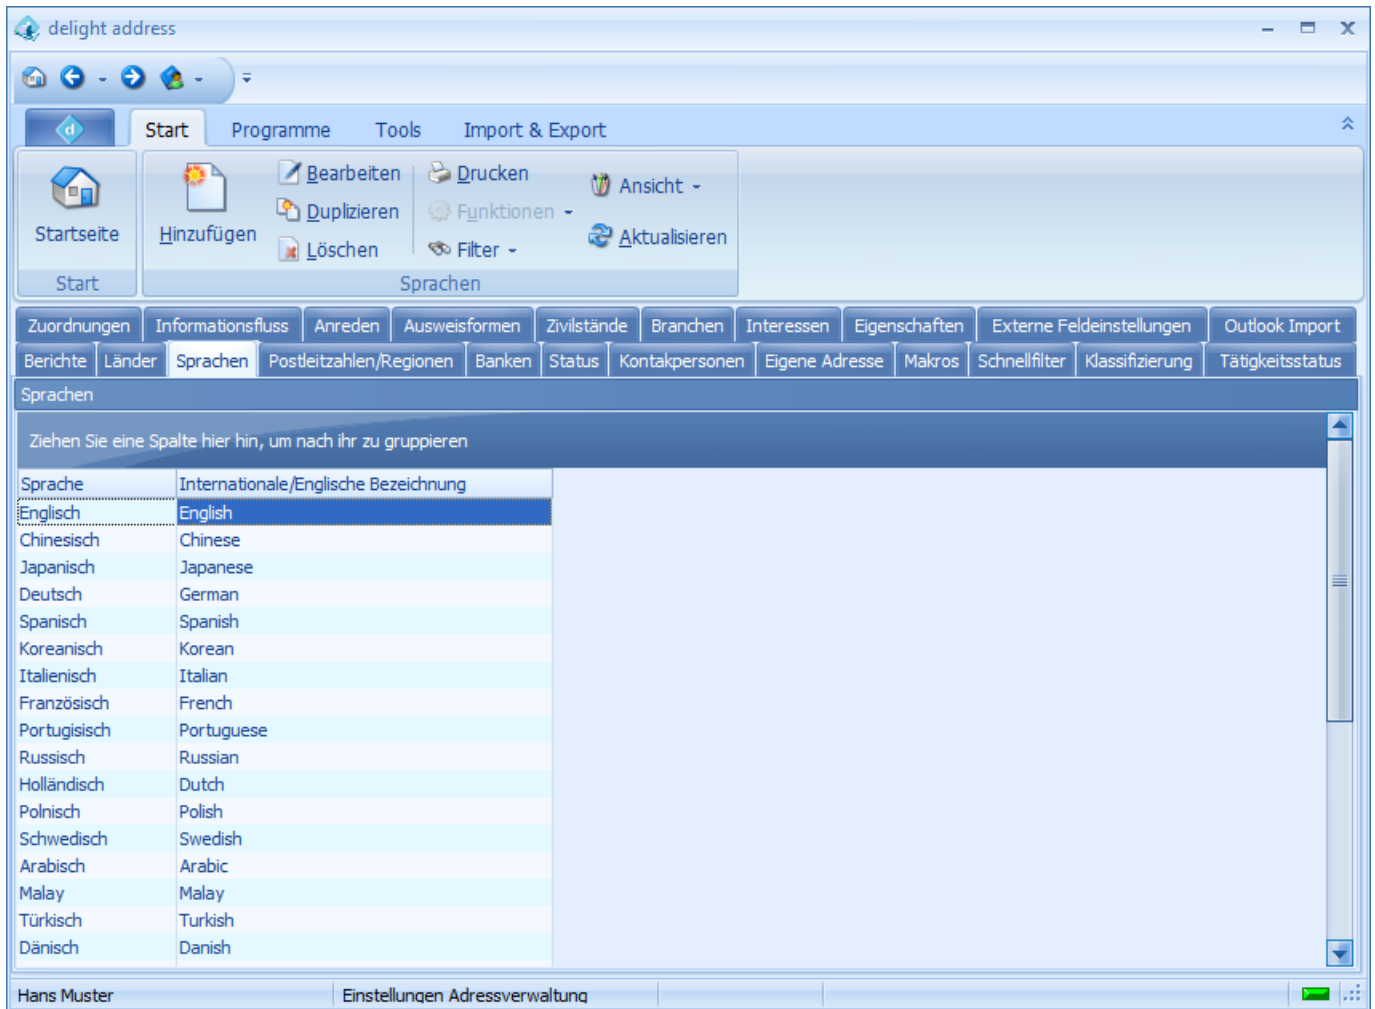 delight address
Start Programme Tools Import & Export
Startseite
Hinzufügen
Bearbeiten
Duplizieren
Löschen
Drucken
Funktionen
Filter
Ansicht
Aktualisieren
Start Sprachen
Zuordnungen Informationsfluss Anreden Ausweisformen Zivilstände Branchen Interessen Eigenschaften Externe Feldeinstellungen Outlook Import
Berichte Länder Sprachen Postleitzahlen/Regionen Banken Status Kontakpersonen Eigene Adresse Makros Schnellfilter Klassifizierung Tätigkeitsstatus
Sprachen
Ziehen Sie eine Spalte hier hin, um nach ihr zu gruppieren
Sprache Internationale/Englische Bezeichnung
Englisch English
Chinesisch Chinese
Japanisch Japanese
Deutsch German
Spanisch Spanish
Koreanisch Korean
Italienisch Italian
Französisch French
Portugisisch Portuguese
Russisch Russian
Holländisch Dutch
Polnisch Polish
Schwedisch Swedish
Arabisch Arabic
Malay Malay
Türkisch Turkish
Dänisch Danish
Hans Muster Einstellungen Adressverwaltung